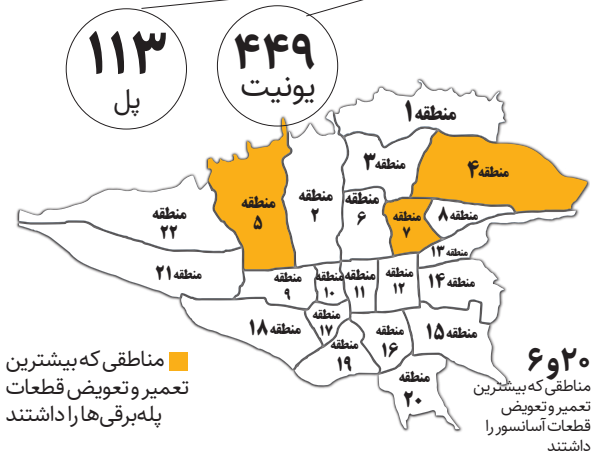 ۴۴۹
یونیت
۱۱۳
پل
منطقه ۱
منطقه ۳
منطقه ۴
منطقه
۵
منطقه
۲
منطقه
۶
منطقه
۷
منطقه ۸
منطقه
۲۲
منطقه ۱۳
منطقه ۲۱
منطقه
۹
منطقه
۱۰
منطقه
۱۱
منطقه
۱۲
منطقه ۱۴
منطقه ۱۸
منطقه
۱۷
منطقه
۱۹
منطقه
۱۶
منطقه ۱۵
منطقه
۲۰
۲۰و۶
مناطقی که بیشترین
تعمیر و تعویض
قطعات آسانسور را
داشتند
مناطقی که بیشترین
تعمیر و تعویض قطعات
پله‌برقی‌ها را داشتند